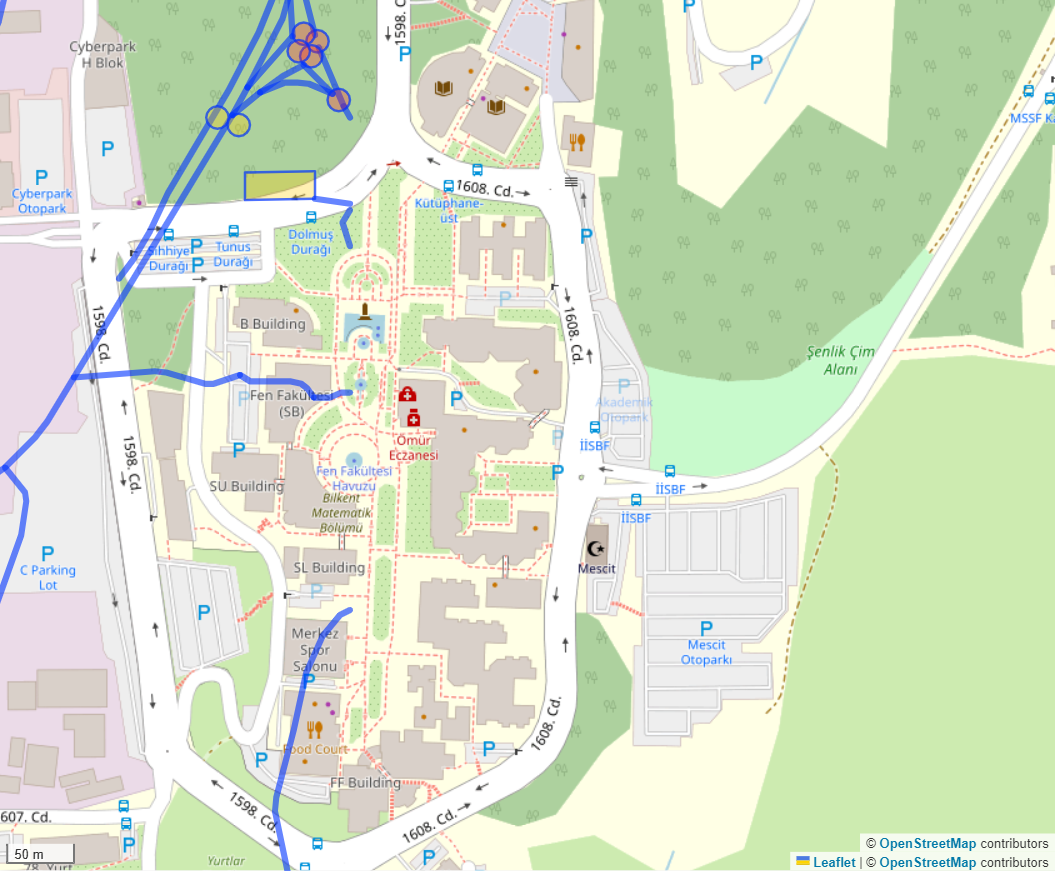 1598. C
Cyberpark
H Blok
P
P
P
P
MSSF Ka
P
Cyberpark
Otopark
P
1608. Cd.
Kütüphane-
üst
Dolmuş
Durağı
Sıhhiye
Durağı
P
P
Tunus
Durağı
P
P
B Building
1598. Cd.
1608. Cd.
Şenlik Çim
Alanı
P
Akademik
Otopark
P
P
Fen Fakültesi
(SB)
Ömür
Eczanesi
P
İİSBF
1598. Cd.
P
P
Fen Fakültesi
Havuzu
SU Building
Bilkent
Matematik
Bölümü
İİSBF
İİSBF
P
C Parking
Lot
SL Building
Mescit
P
P
P
Mescit
Otoparkı
Merkez
Spor
Salonu
P
1608. Cd.
Food Court
P
P
FF Building
1598. Cd.
1608. Cd.
607. Cd.
P
P
50 m
78. Yurt
Yurtlar
© OpenStreetMap contributors
Leaflet | © OpenStreetMap contributors